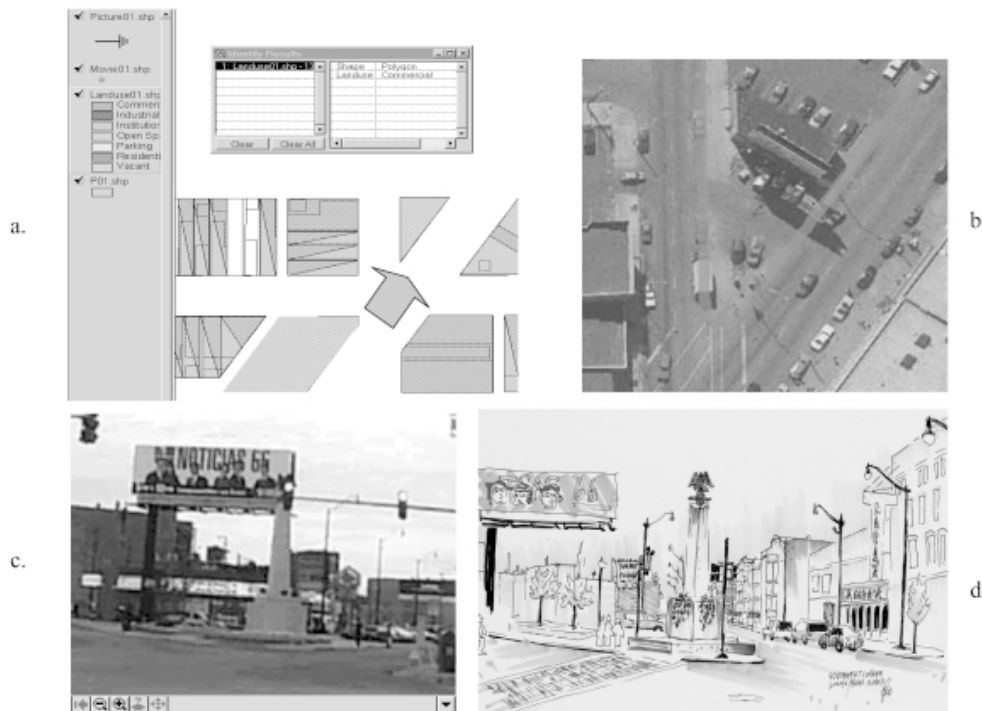 Picture01.shp
Identify Results
1: Landuse01.shp - 
Shape Polygon
Landuse Commercial
Movie01.shp
Landuse01.shp
Commerc
Industrial
Institution
Open Sp
Parking
Residenti
Vacant
Clear Clear All
P01.shp
a.
b
NOTICIAS 66
c.
d